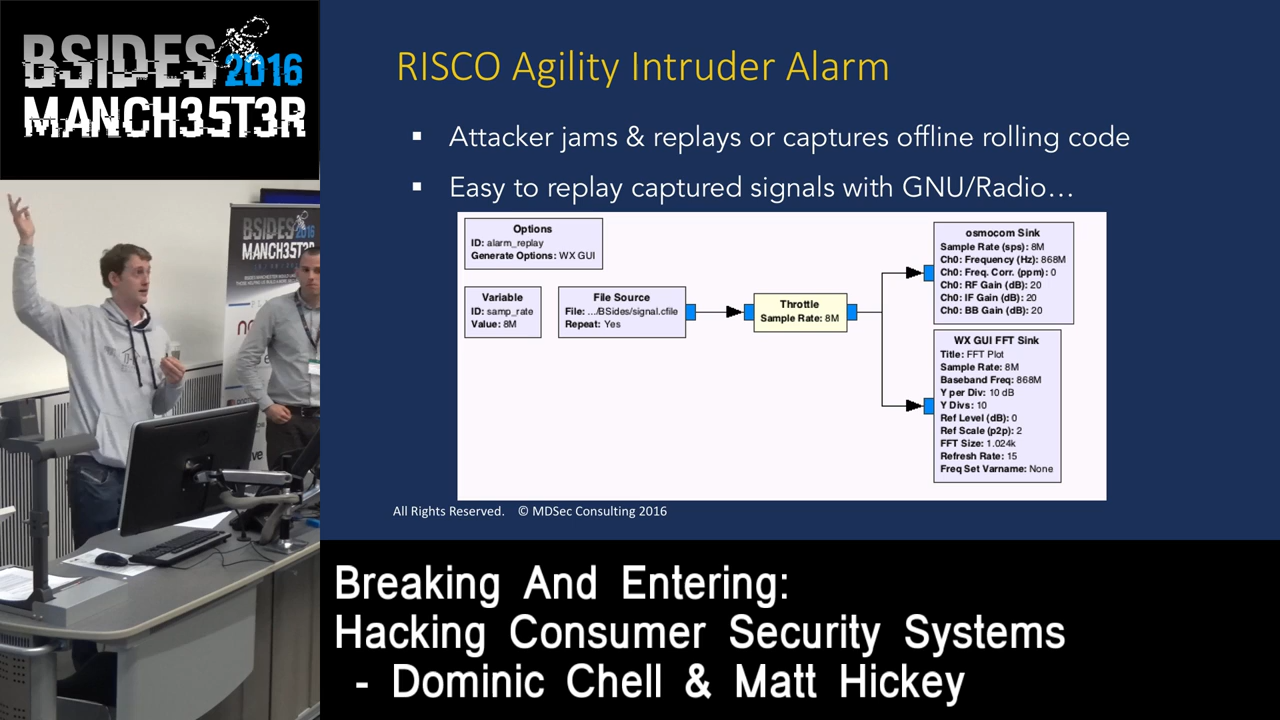 BSIDES 2016
MANCH35T3R
RISCO Agility Intruder Alarm
▪ Attacker jams & replays or captures offline rolling code
▪ Easy to replay captured signals with GNU/Radio…
Options
ID: alarm_replay
Generate Options: WX GUI
Variable
ID: samp_rate
Value: 8M
File Source
File: .../BSides/signal.cfile
Repeat: Yes
Throttle
Sample Rate: 8M
osmocom Sink
Sample Rate (sps): 8M
Ch0: Frequency (Hz): 868M
Ch0: Freq. Corr. (ppm): 0
Ch0: RF Gain (dB): 20
Ch0: IF Gain (dB): 20
Ch0: BB Gain (dB): 20
WX GUI FFT Sink
Title: FFT Plot
Sample Rate: 8M
Baseband Freq: 868M
Y per Div: 10 dB
Y Divs: 10
Ref Level (dB): 0
Ref Scale (p2p): 2
FFT Size: 1.024k
Refresh Rate: 15
Freq Set Varname: None
All Rights Reserved. © MDSec Consulting 2016
BSIDES 2016
MANCH35T3R
Breaking And Entering:
Hacking Consumer Security Systems
- Dominic Chell & Matt Hickey